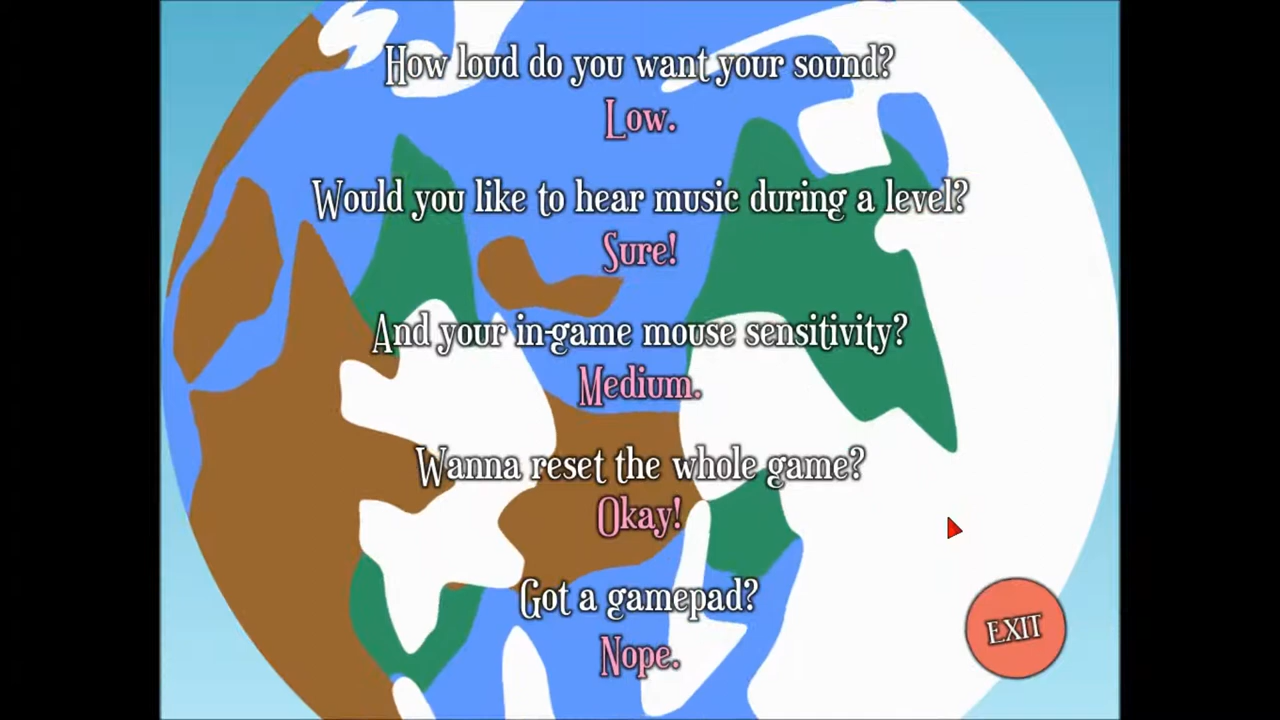 How loud do you want your sound?
Low.
Would you like to hear music during a level?
Sure!
And your in-game mouse sensitivity?
Medium.
Wanna reset the whole game?
Okay!
Got a gamepad?
Nope.
EXIT